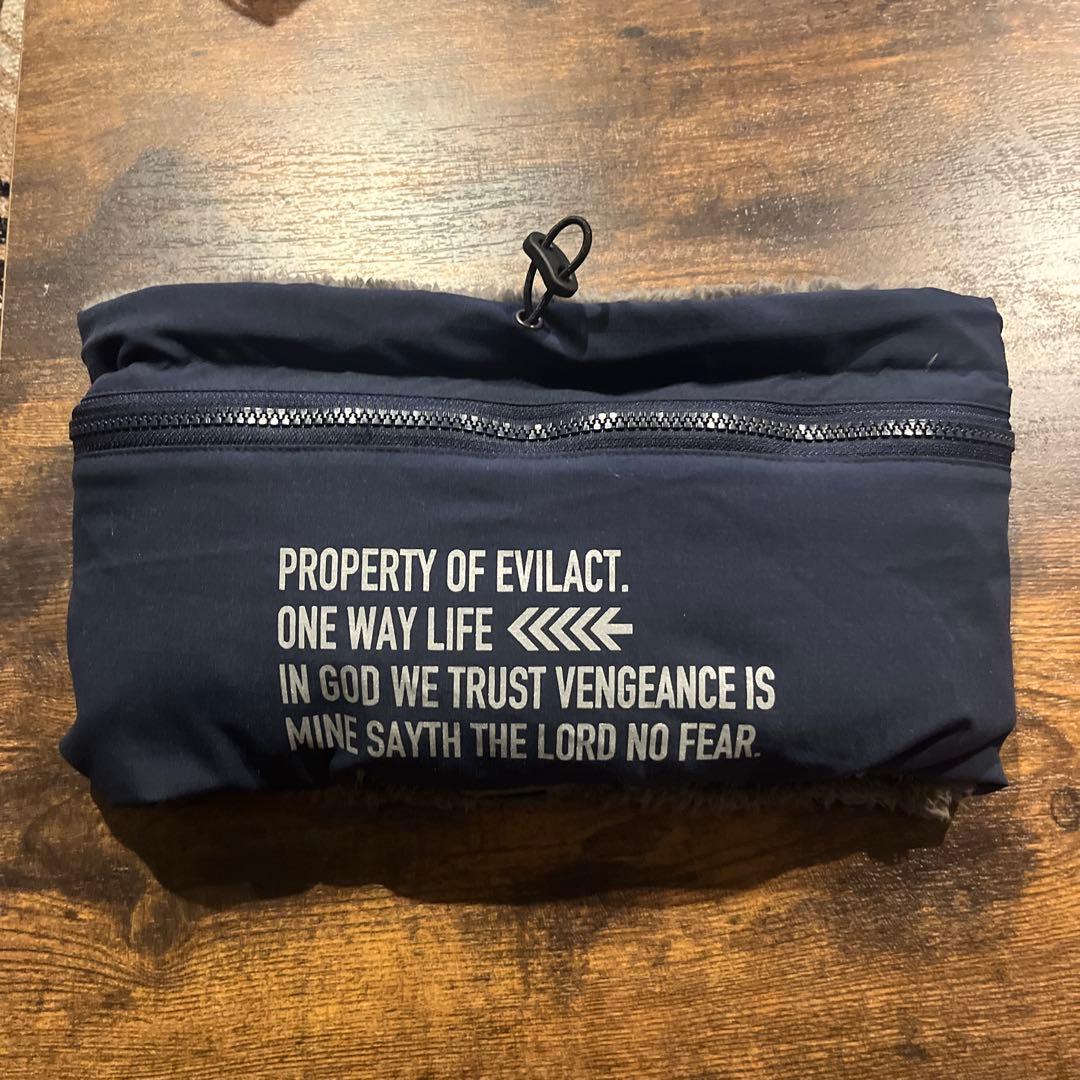 PROPERTY OF EVILACT.
ONE WAY LIFE
IN GOD WE TRUST VENGEANCE IS
MINE SAYTH THE LORD NO FEAR.